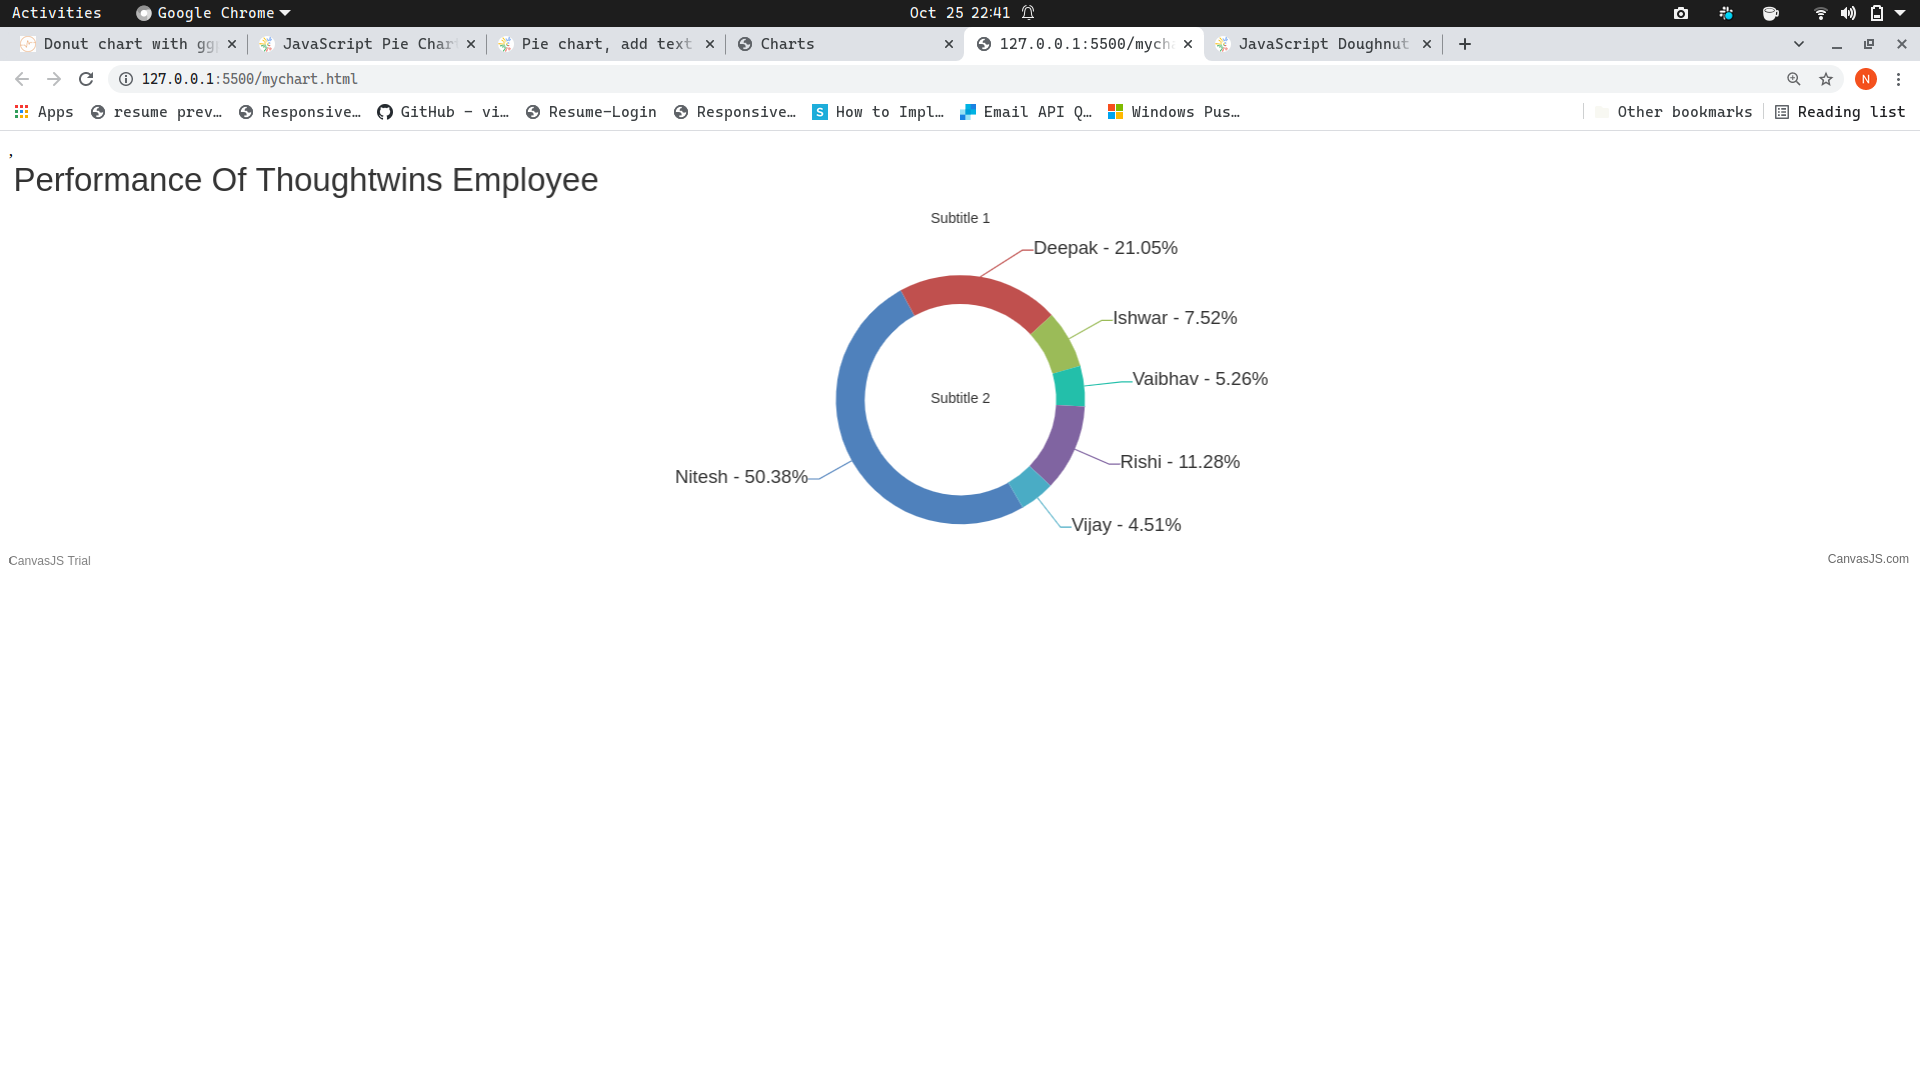 Activities Google Chrome Oct 25 22:41
Donut chart with gg JavaScript Pie Char Pie chart, add text Charts 127.0.0.1:5500/mycha JavaScript Doughnut
127.0.0.1:5500/mychart.html N
Apps resume prev… Responsive… GitHub - vi… Resume-Login Responsive… S How to Impl… Email API Q… Windows Pus… Other bookmarks Reading list
,
Performance Of Thoughtwins Employee
Subtitle 1
Deepak - 21.05%
Ishwar - 7.52%
Vaibhav - 5.26%
Subtitle 2
Rishi - 11.28%
Nitesh - 50.38%
Vijay - 4.51%
CanvasJS Trial CanvasJS.com